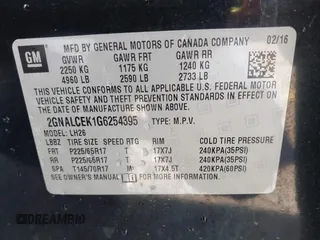 GM
MFD BY GENERAL MOTORS OF CANADA COMPANY 02/16
GVWR GAWR FRT GAWR RR
2250 KG 1175 KG 1240 KG
4960 LB 2590 LB 2733 LB
THIS VEHICLE CONFORMS TO ALL APPLICABLE U.S. FEDERAL MOTOR
VEHICLE SAFETY AND THEFT PREVENTION STANDARDS IN EFFECT ON THE
DATE OF MANUFACTURE SHOWN ABOVE.
2GNALCEK1G6254395 TYPE: M.P.V.
MODEL: LH26
LBBZ TIRE SIZE SPEED RTG RIM COLD TIRE PRESSURE
FRT P225/65R17 T 17X7J 240KPA(35PSI)
RR P225/65R17 T 17X7J 240KPA(35PSI)
SPA T145/70R17 M 17X4.5T 420KPA(60PSI)
SEE OWNER'S MANUAL
DREAMBID